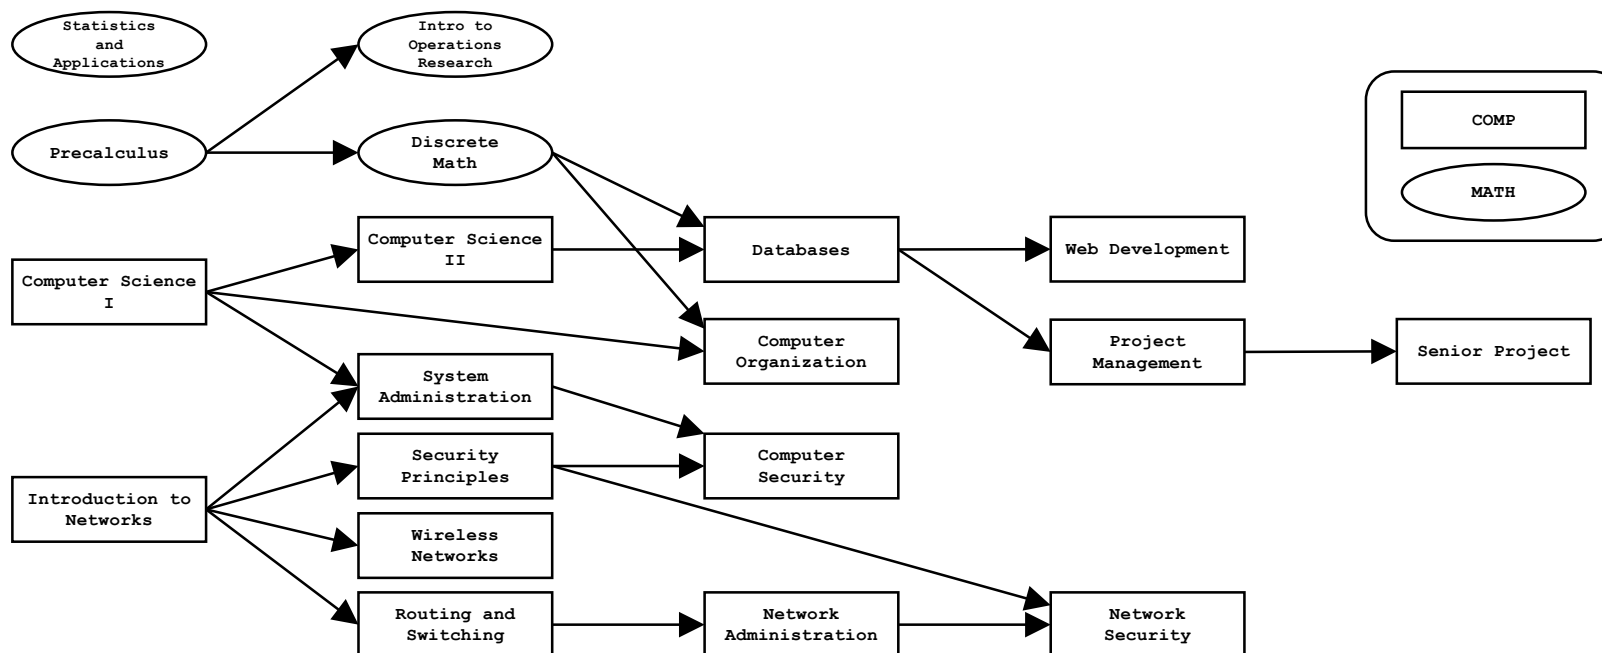 Statistics
and
Applications
Intro to
Operations
Research
COMP
MATH
Precalculus
Discrete
Math
Computer Science
I
Computer Science
II
Databases
Web Development
Computer
Organization
Project
Management
Senior Project
System
Administration
Introduction to
Networks
Security
Principles
Computer
Security
Wireless
Networks
Routing and
Switching
Network
Administration
Network
Security